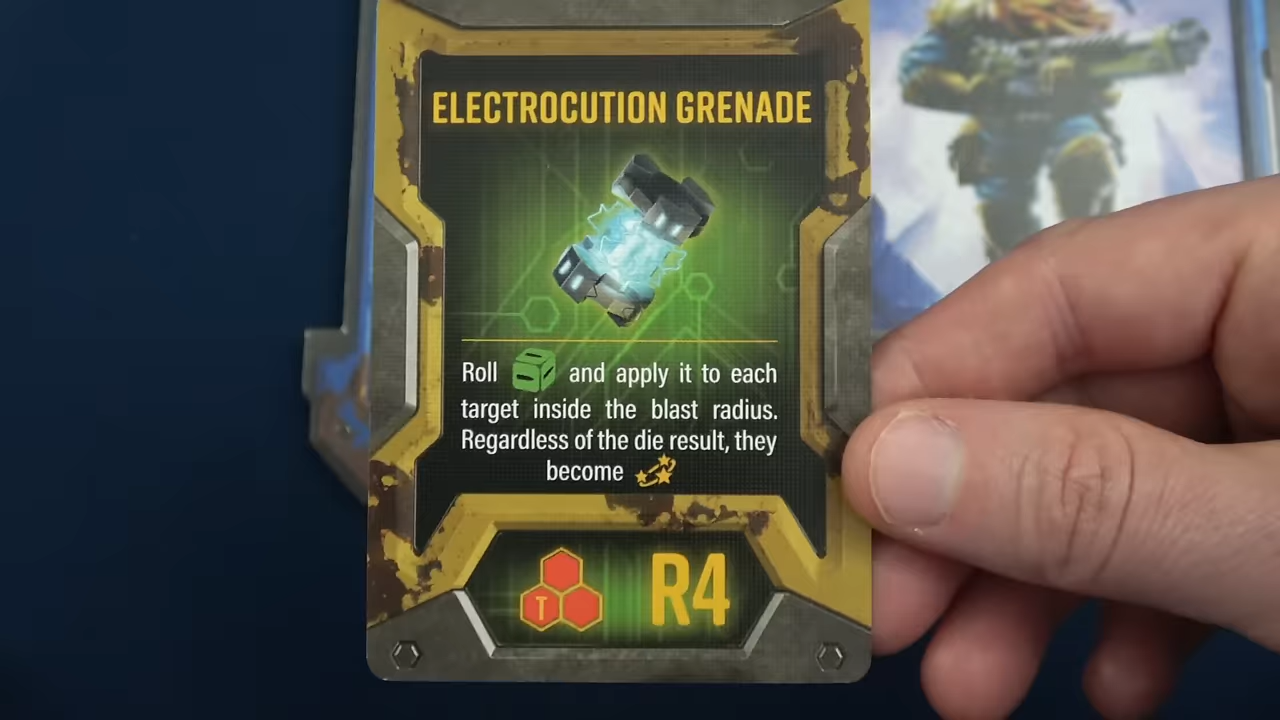 ELECTROCUTION GRENADE
Roll and apply it to each
target inside the blast radius.
Regardless of the die result, they
become
T R4